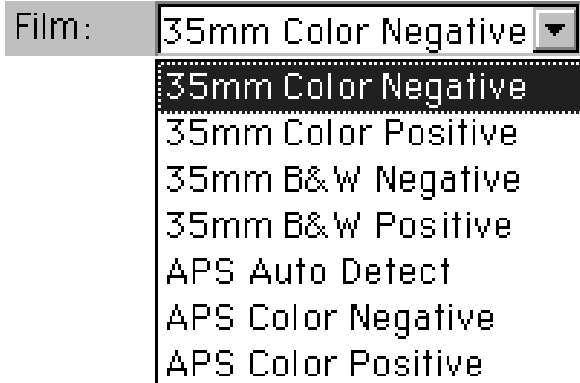 Film: 35mm Color Negative
35mm Color Negative
35mm Color Positive
35mm B&W Negative
35mm B&W Positive
APS Auto Detect
APS Color Negative
APS Color Positive